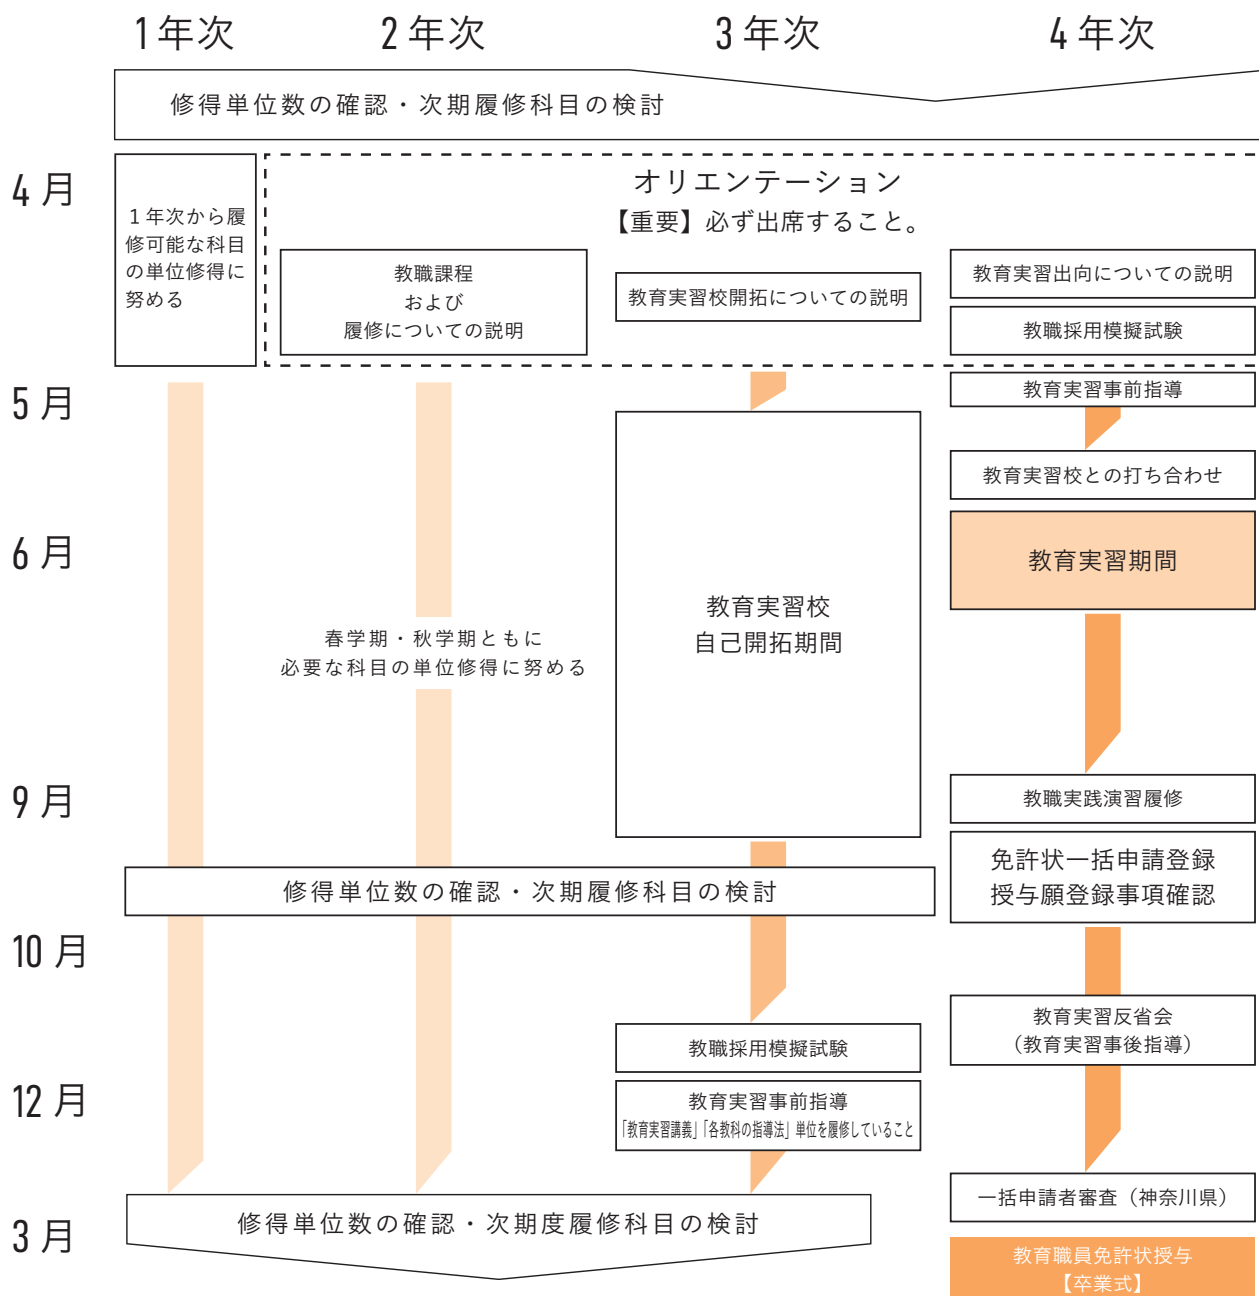 1年次
2年次
3年次
4年次
修得単位数の確認・次期履修科目の検討
4月
1年次から履
修可能な科目
の単位修得に
努める
オリエンテーション
【重要】必ず出席すること。
教職課程
および
履修についての説明
教育実習校開拓についての説明
教育実習出向についての説明
教職採用模擬試験
5月
教育実習事前指導
教育実習校との打ち合わせ
6月
教育実習期間
春学期・秋学期ともに
必要な科目の単位修得に努める
教育実習校
自己開拓期間
9月
教職実践演習履修
免許状一括申請登録
授与願登録事項確認
修得単位数の確認・次期履修科目の検討
10月
教育実習反省会
（教育実習事後指導）
教職採用模擬試験
12月
教育実習事前指導
「教育実習講義」「各教科の指導法」単位を履修していること
一括申請者審査（神奈川県）
3月
修得単位数の確認・次期度履修科目の検討
教育職員免許状授与
【卒業式】